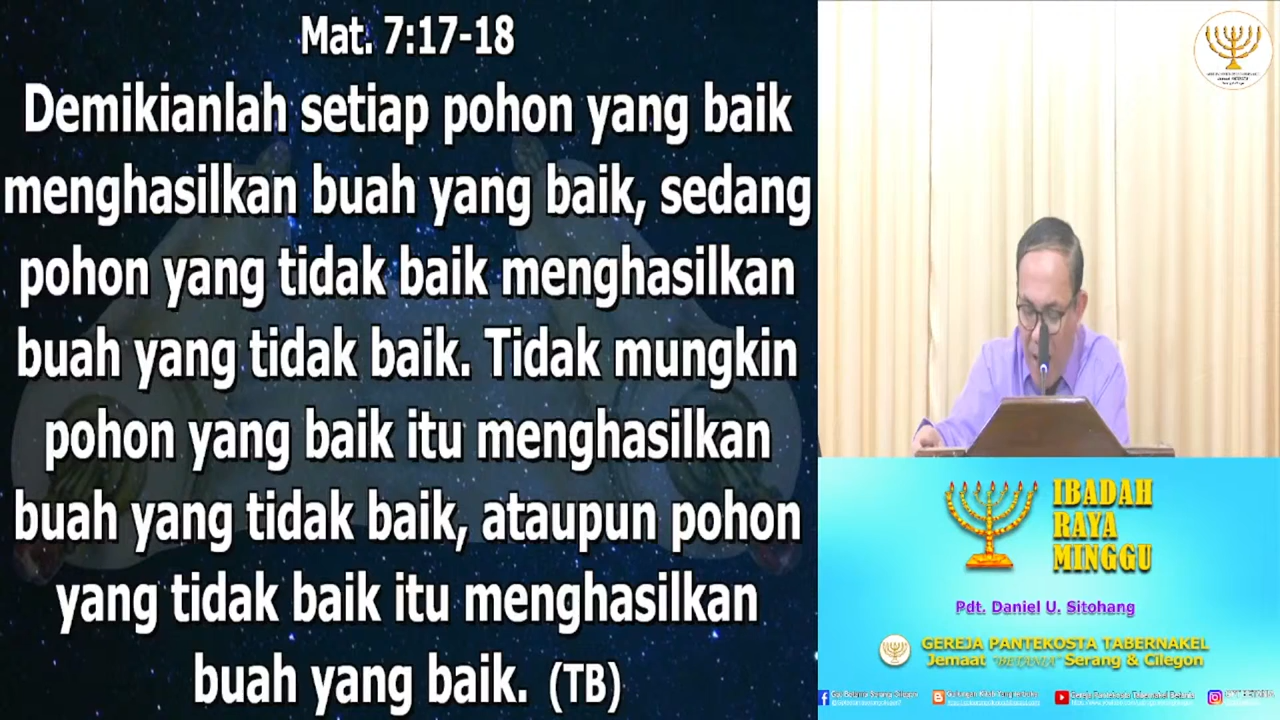 Mat. 7:17-18
Demikianlah setiap pohon yang baik
menghasilkan buah yang baik, sedang
pohon yang tidak baik menghasilkan
buah yang tidak baik. Tidak mungkin
pohon yang baik itu menghasilkan
buah yang tidak baik, ataupun pohon
yang tidak baik itu menghasilkan
buah yang baik. (TB)
IBADAH
RAYA
MINGGU
Pdt. Daniel U. Sitohang
GEREJA PANTEKOSTA TABERNAKEL
Jemaat "BETANIA" Serang & Cilegon